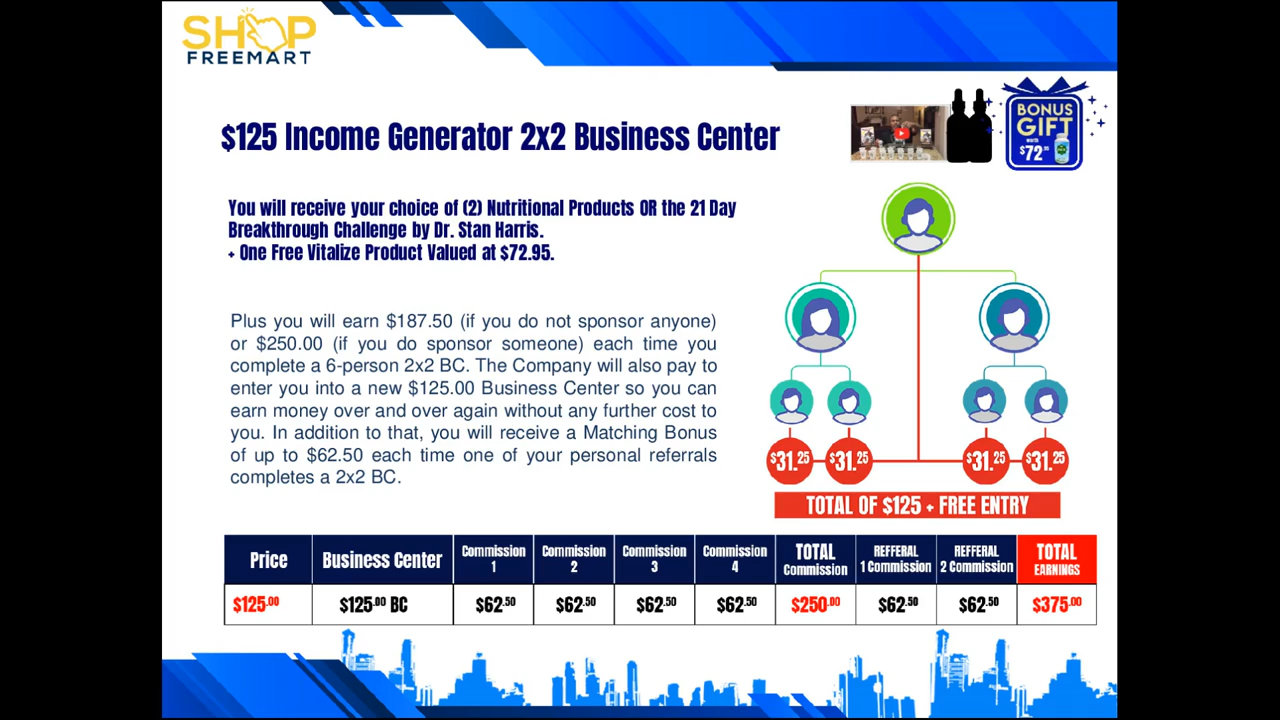 SHOP
FREEMART
$125 Income Generator 2x2 Business Center
BONUS
GIFT
$72.95
You will receive your choice of (2) Nutritional Products OR the 21 Day
Breakthrough Challenge by Dr. Stan Harris.
+ One Free Vitalize Product Valued at $72.95.
Plus you will earn $187.50 (if you do not sponsor anyone)
or $250.00 (if you do sponsor someone) each time you
complete a 6-person 2x2 BC. The Company will also pay to
enter you into a new $125.00 Business Center so you can
earn money over and over again without any further cost to
you. In addition to that, you will receive a Matching Bonus
of up to $62.50 each time one of your personal referrals
completes a 2x2 BC.
$31.25 $31.25 $31.25 $31.25
TOTAL OF $125 + FREE ENTRY
Price Business Center Commission 1 Commission 2 Commission 3 Commission 4 TOTAL Commission REFFERAL 1 Commission REFFERAL 2 Commission TOTAL EARNINGS
$125.00 $125.00 BC $62.50 $62.50 $62.50 $62.50 $250.00 $62.50 $62.50 $375.00